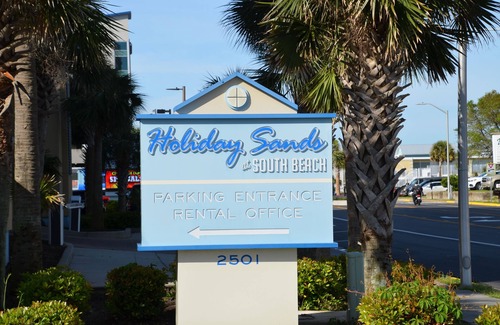 Holiday Sands
at SOUTH BEACH
PARKING ENTRANCE
RENTAL OFFICE
2501